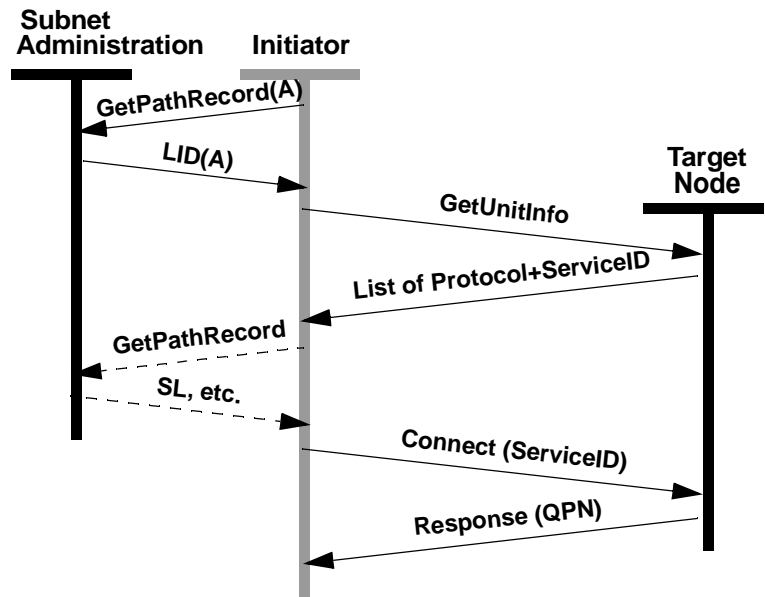 Subnet
Administration
Initiator
GetPathRecord(A)
LID(A)
Target
Node
GetUnitInfo
List of Protocol+ServiceID
GetPathRecord
SL, etc.
Connect (ServiceID)
Response (QPN)